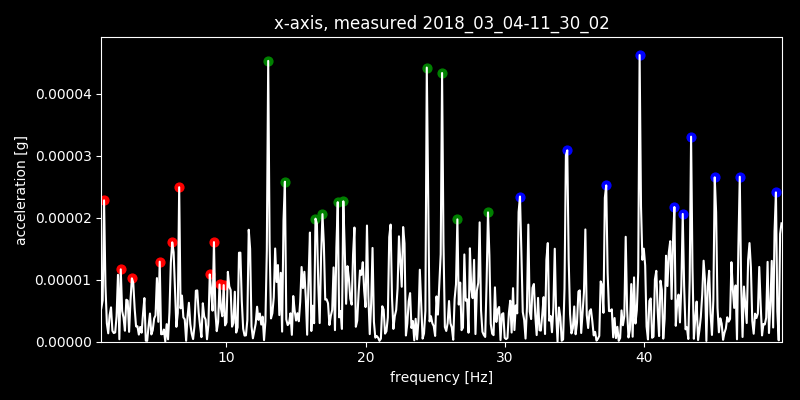 x-axis, measured 2018_03_04-11_30_02
acceleration [g]
0.00004
0.00003
0.00002
0.00001
0.00000
10 20 30 40
frequency [Hz]